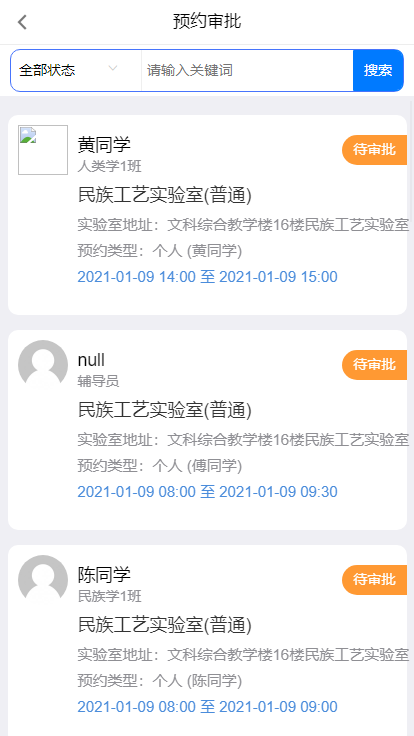 预约审批
全部状态
请输入关键词
搜索
黄同学
待审批
人类学1班
民族工艺实验室(普通)
实验室地址：文科综合教学楼16楼民族工艺实验室
预约类型：个人 (黄同学)
2021-01-09 14:00 至 2021-01-09 15:00
null
待审批
辅导员
民族工艺实验室(普通)
实验室地址：文科综合教学楼16楼民族工艺实验室
预约类型：个人 (傅同学)
2021-01-09 08:00 至 2021-01-09 09:30
陈同学
待审批
民族学1班
民族工艺实验室(普通)
实验室地址：文科综合教学楼16楼民族工艺实验室
预约类型：个人 (陈同学)
2021-01-09 08:00 至 2021-01-09 09:00